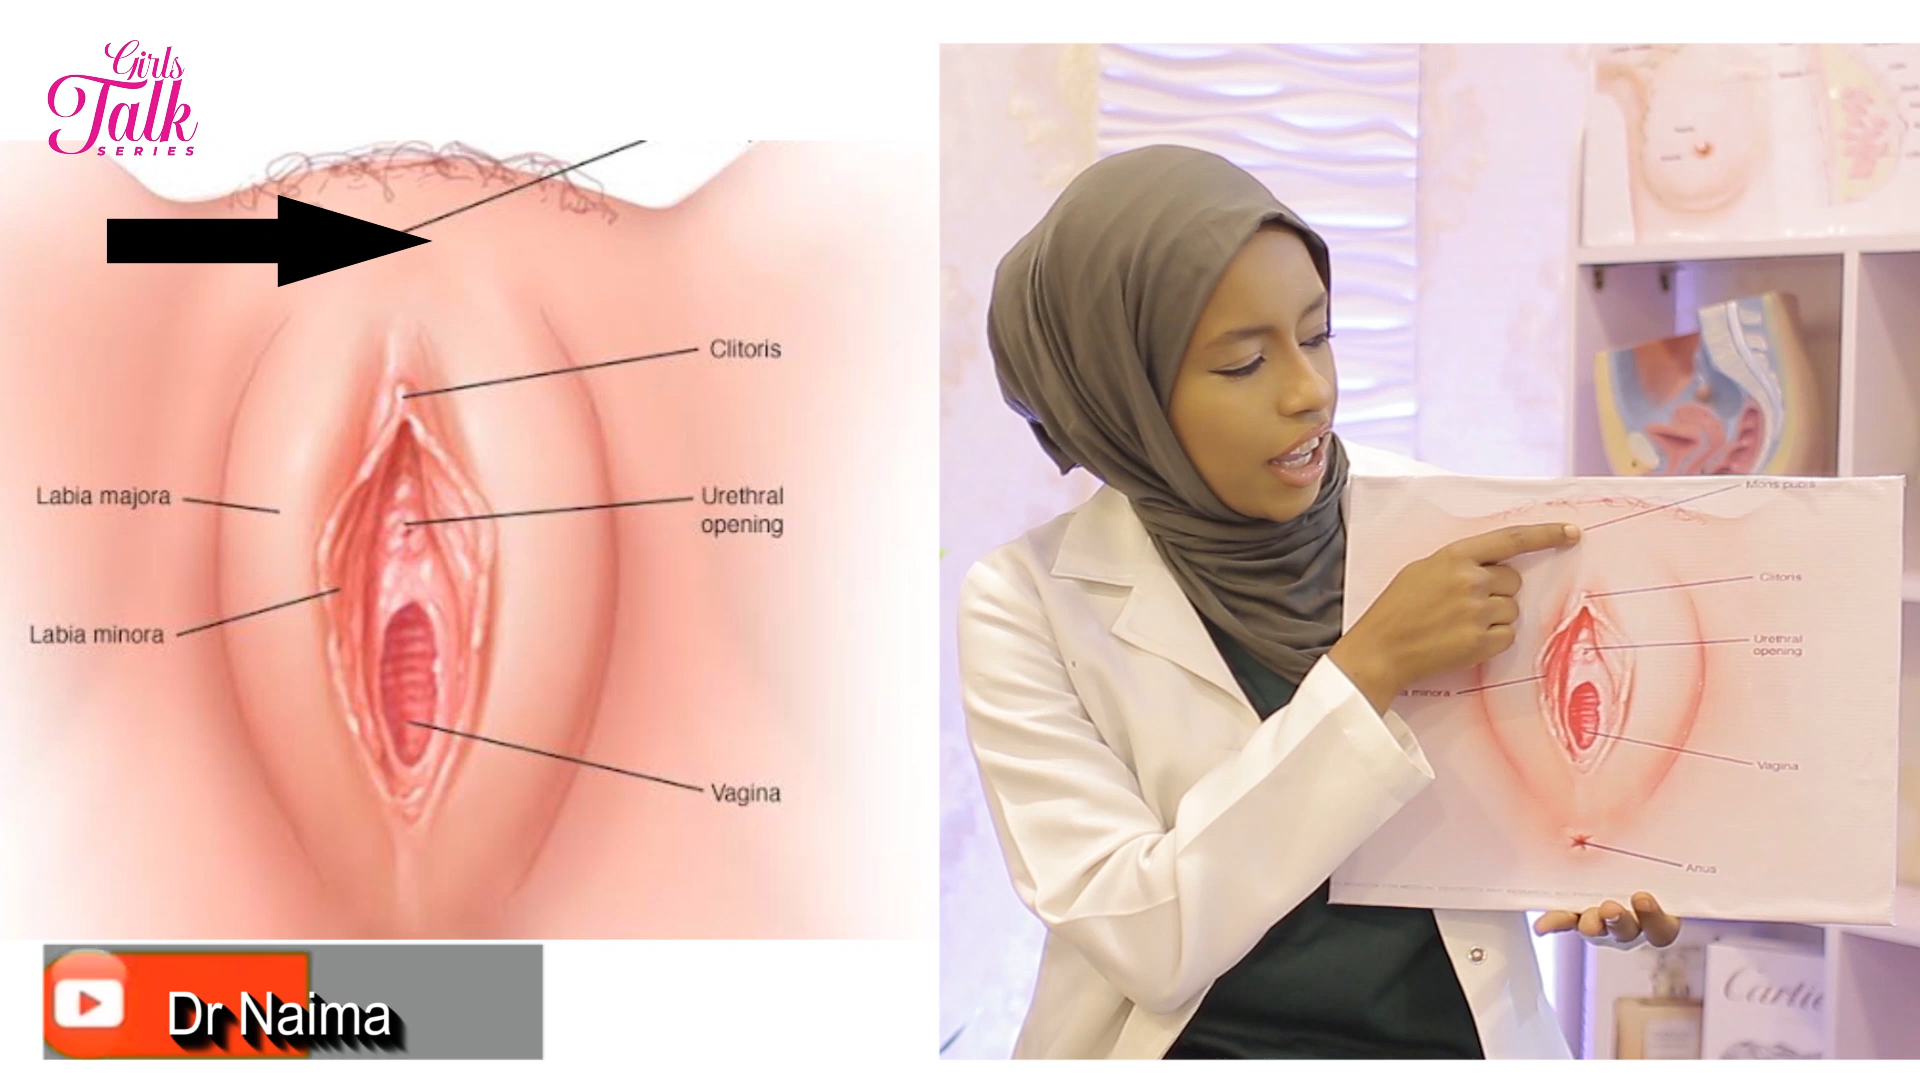 Girls
Talk
SERIES
Clitoris
Labia majora
Urethral
opening
Labia minora
Vagina
Dr Naima
Mons pubis
Clitoris
Urethral
opening
minora
Vagina
Anus